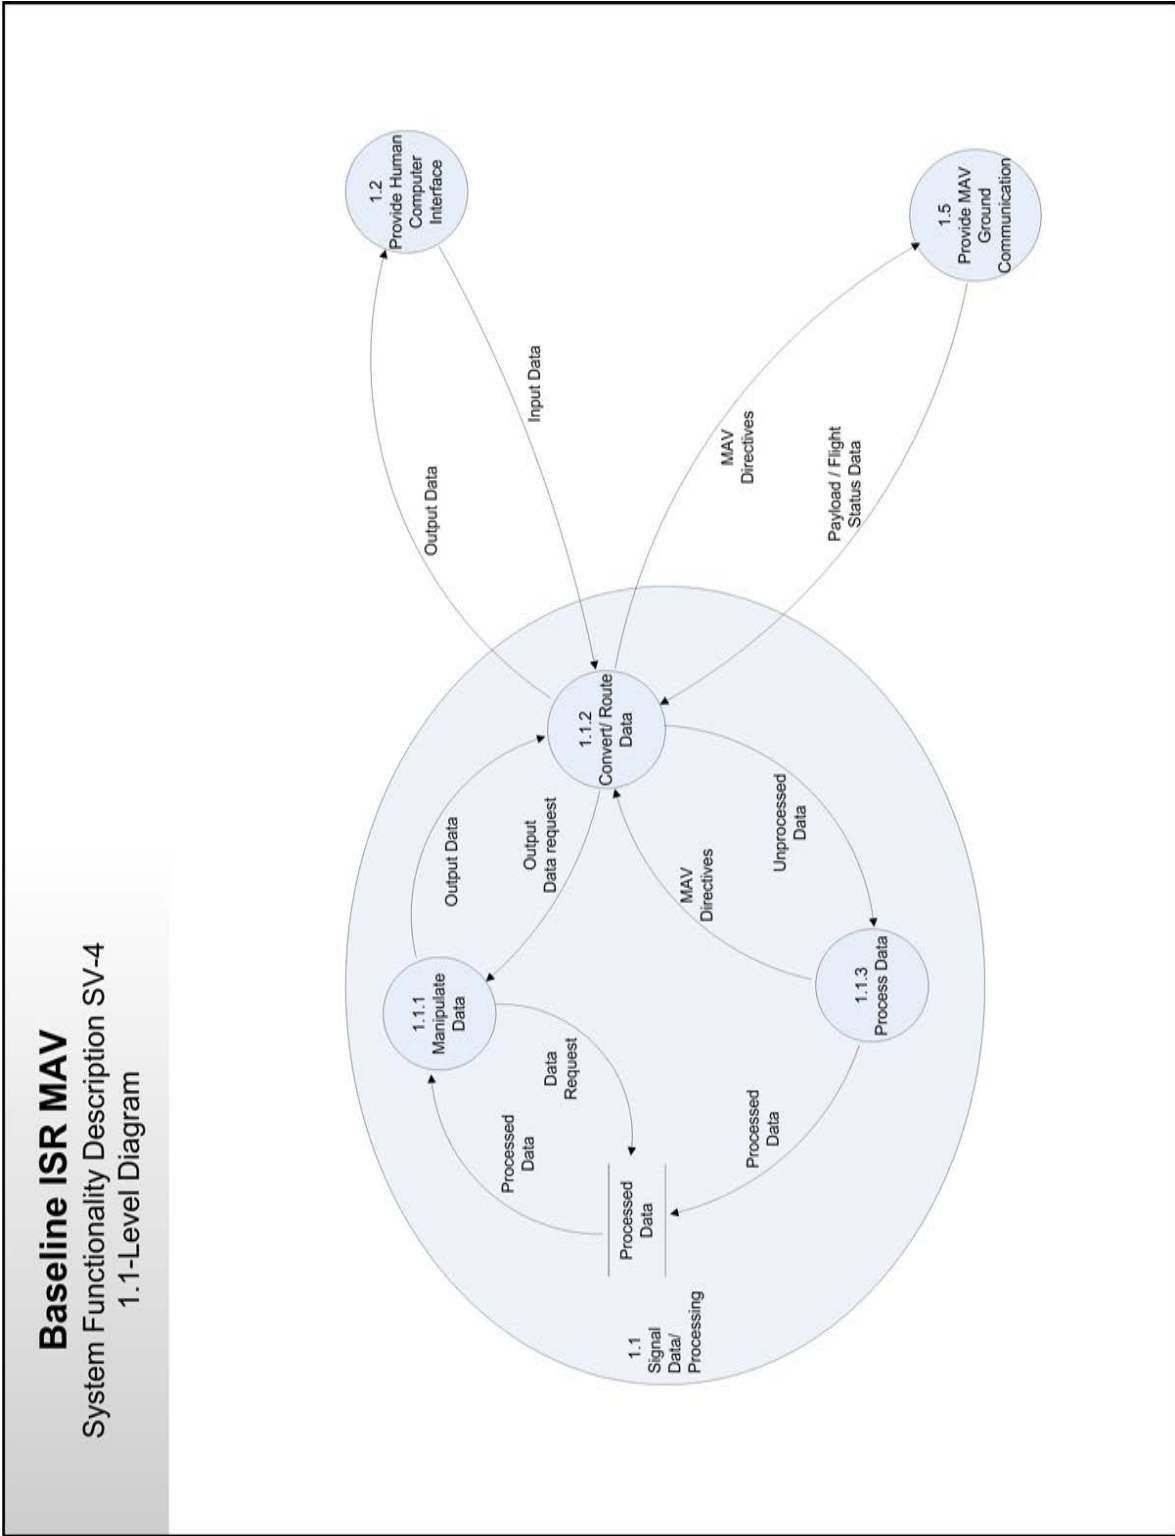 Baseline ISR MAV
System Functionality Description SV-4
1.1-Level Diagram
1.2
Provide Human
Computer
Interface
Output Data
Input Data
1.5
Provide MAV
Ground
Communication
MAV
Directives
Payload / Flight
Status Data
1.1.2
Convert/ Route
Data
Output Data
Output
Data request
1.1.1
Manipulate
Data
MAV
Directives
Unprocessed
Data
1.1.3
Process Data
Data
Request
Processed
Data
Processed
Data
Processed
Data
1.1
Signal
Data/
Processing